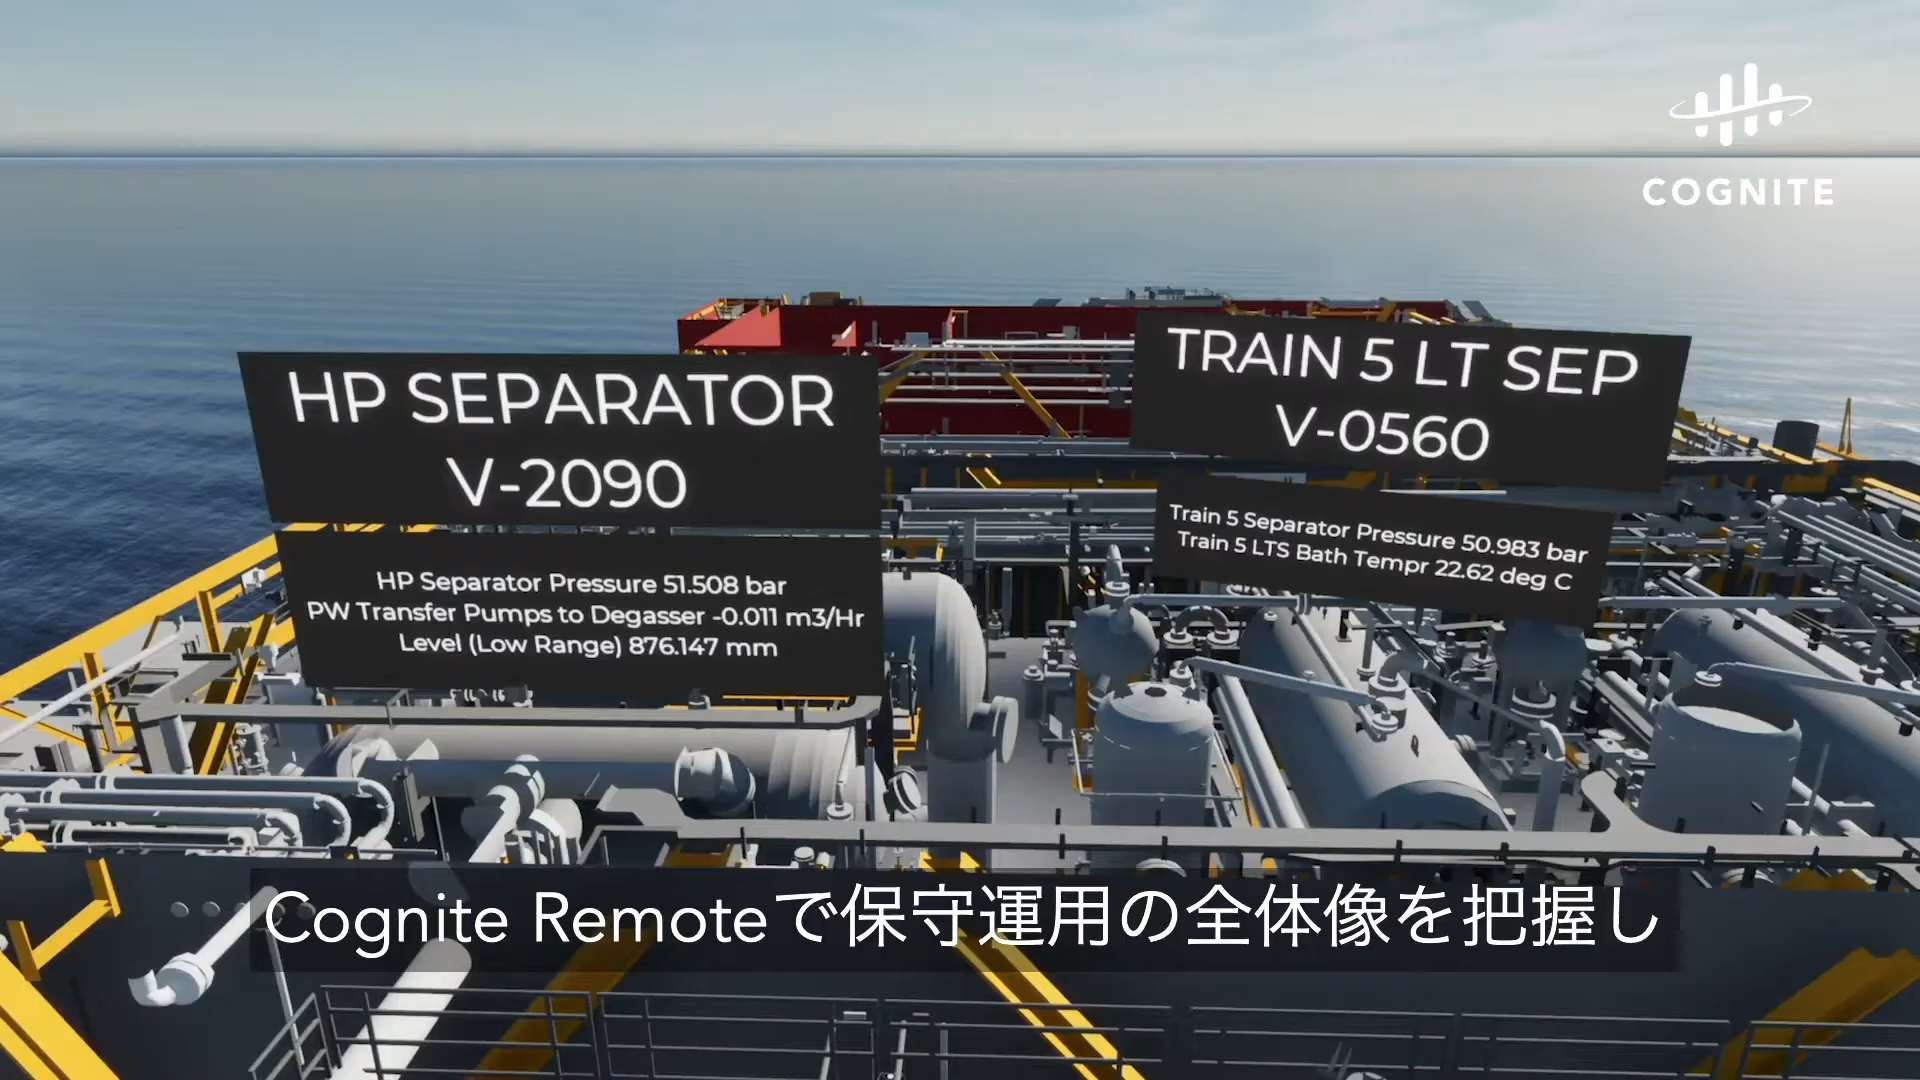 COGNITE
HP SEPARATOR
V-2090
HP Separator Pressure 51.508 bar
PW Transfer Pumps to Degasser -0.011 m3/Hr
Level (Low Range) 876.147 mm
TRAIN 5 LT SEP
V-0560
Train 5 Separator Pressure 50.983 bar
Train 5 LTS Bath Tempr 22.62 deg C
Cognite Remoteで保守運用の全体像を把握し